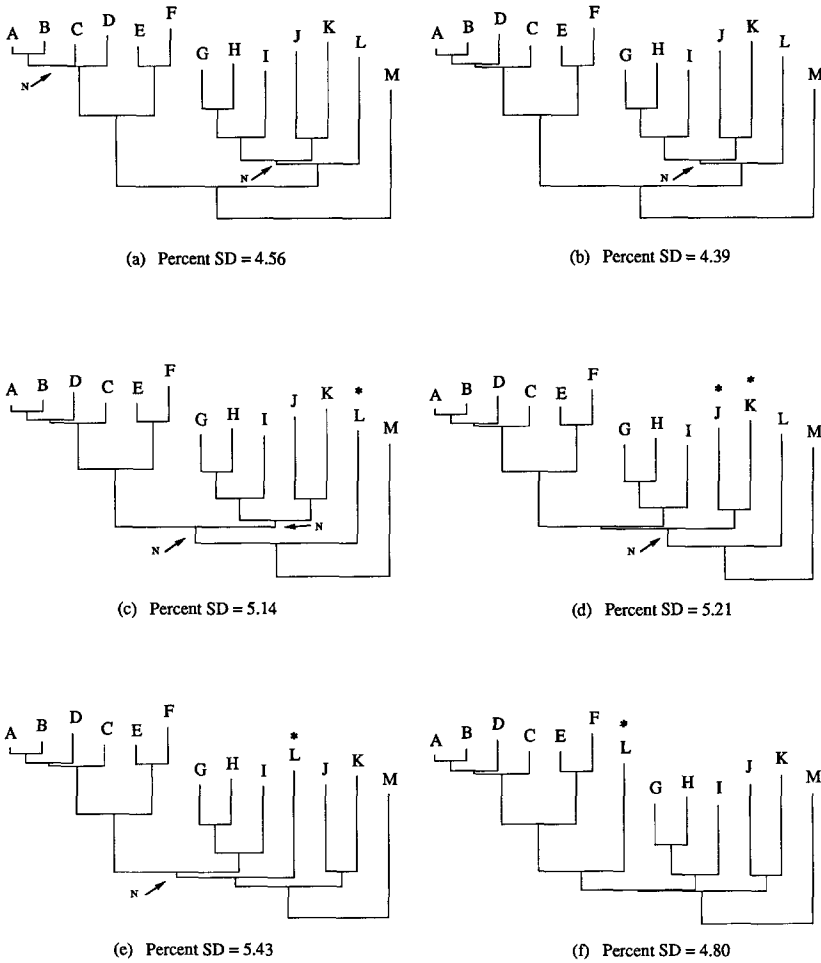 A B C D E F G H I J K L M
N N
(a) Percent SD = 4.56
A B D C E F G H I J K L M
N
(b) Percent SD = 4.39
A B D C E F G H I J K * L M
N N
(c) Percent SD = 5.14
A B D C E F G H I * J * K L M
N
(d) Percent SD = 5.21
A B D C E F G H I * L J K M
N
(e) Percent SD = 5.43
A B D C E F * L G H I J K M
(f) Percent SD = 4.80